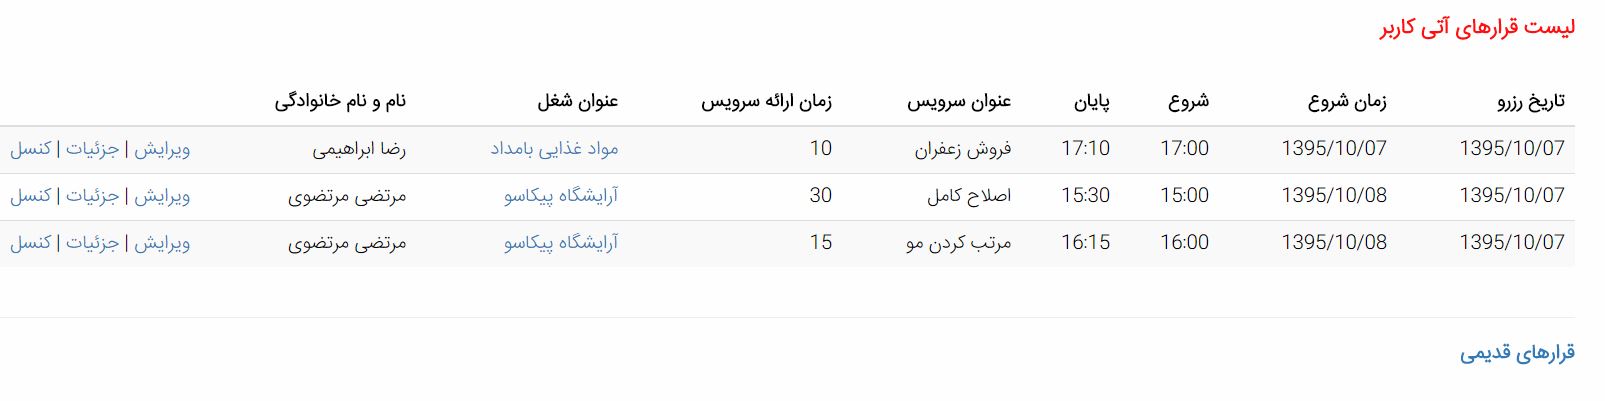 لیست قرارهای آتی کاربر
تاریخ رزرو زمان شروع شروع پایان عنوان سرویس زمان ارائه سرویس عنوان شغل نام و نام خانوادگی
1395/10/07 1395/10/07 17:00 17:10 فروش زعفران 10 مواد غذایی بامداد رضا ابراهیمی ویرایش | جزئیات | کنسل
1395/10/07 1395/10/08 15:00 15:30 اصلاح کامل 30 آرایشگاه پیکاسو مرتضی مرتضوی ویرایش | جزئیات | کنسل
1395/10/07 1395/10/08 16:00 16:15 مرتب کردن مو 15 آرایشگاه پیکاسو مرتضی مرتضوی ویرایش | جزئیات | کنسل
قرارهای قدیمی